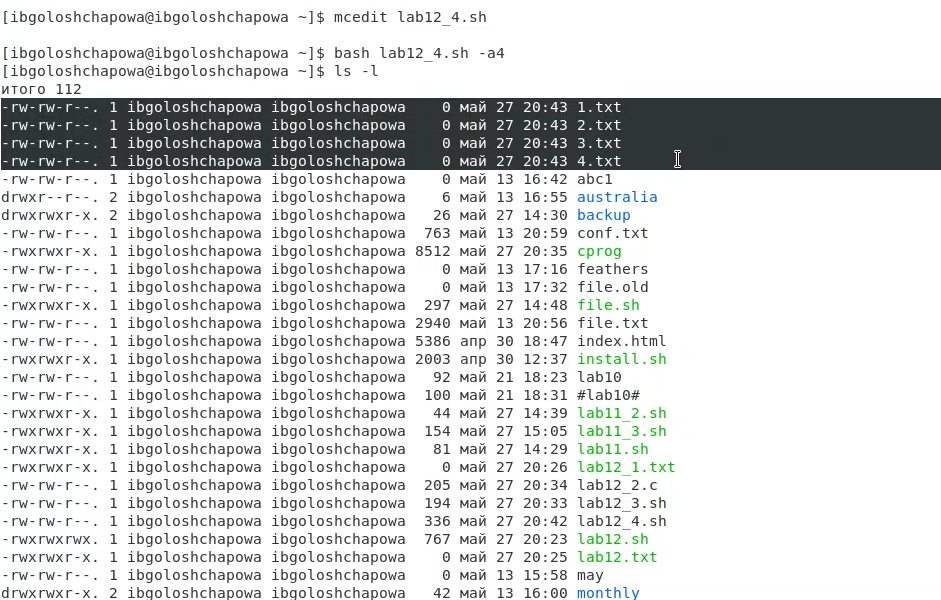 [ibgoloshchapowa@ibgoloshchapowa ~]$ mcedit lab12_4.sh
[ibgoloshchapowa@ibgoloshchapowa ~]$ bash lab12_4.sh -a4
[ibgoloshchapowa@ibgoloshchapowa ~]$ ls -l
итого 112
-rw-rw-r--. 1 ibgoloshchapowa ibgoloshchapowa    0 май 27 20:43 1.txt
-rw-rw-r--. 1 ibgoloshchapowa ibgoloshchapowa    0 май 27 20:43 2.txt
-rw-rw-r--. 1 ibgoloshchapowa ibgoloshchapowa    0 май 27 20:43 3.txt
-rw-rw-r--. 1 ibgoloshchapowa ibgoloshchapowa    0 май 27 20:43 4.txt
-rw-rw-r--. 1 ibgoloshchapowa ibgoloshchapowa    0 май 13 16:42 abc1
drwxr--r--. 2 ibgoloshchapowa ibgoloshchapowa    6 май 13 16:55 australia
drwxrwxr-x. 2 ibgoloshchapowa ibgoloshchapowa   26 май 27 14:30 backup
-rw-rw-r--. 1 ibgoloshchapowa ibgoloshchapowa  763 май 13 20:59 conf.txt
-rwxrwxr-x. 1 ibgoloshchapowa ibgoloshchapowa 8512 май 27 20:35 cprog
-rw-rw-r--. 1 ibgoloshchapowa ibgoloshchapowa    0 май 13 17:16 feathers
-rw-rw-r--. 1 ibgoloshchapowa ibgoloshchapowa    0 май 13 17:32 file.old
-rwxrwxr-x. 1 ibgoloshchapowa ibgoloshchapowa  297 май 27 14:48 file.sh
-rw-rw-r--. 1 ibgoloshchapowa ibgoloshchapowa 2940 май 13 20:56 file.txt
-rw-rw-r--. 1 ibgoloshchapowa ibgoloshchapowa 5386 апр 30 18:47 index.html
-rwxrwxr-x. 1 ibgoloshchapowa ibgoloshchapowa 2003 апр 30 12:37 install.sh
-rw-rw-r--. 1 ibgoloshchapowa ibgoloshchapowa   92 май 21 18:23 lab10
-rw-rw-r--. 1 ibgoloshchapowa ibgoloshchapowa  100 май 21 18:31 #lab10#
-rwxrwxr-x. 1 ibgoloshchapowa ibgoloshchapowa   44 май 27 14:39 lab11_2.sh
-rwxrwxr-x. 1 ibgoloshchapowa ibgoloshchapowa  154 май 27 15:05 lab11_3.sh
-rwxrwxr-x. 1 ibgoloshchapowa ibgoloshchapowa   81 май 27 14:29 lab11.sh
-rwxrwxr-x. 1 ibgoloshchapowa ibgoloshchapowa    0 май 27 20:26 lab12_1.txt
-rw-rw-r--. 1 ibgoloshchapowa ibgoloshchapowa  205 май 27 20:34 lab12_2.c
-rw-rw-r--. 1 ibgoloshchapowa ibgoloshchapowa  194 май 27 20:33 lab12_3.sh
-rw-rw-r--. 1 ibgoloshchapowa ibgoloshchapowa  336 май 27 20:42 lab12_4.sh
-rwxrwxrwx. 1 ibgoloshchapowa ibgoloshchapowa  767 май 27 20:23 lab12.sh
-rwxrwxr-x. 1 ibgoloshchapowa ibgoloshchapowa    0 май 27 20:25 lab12.txt
-rw-rw-r--. 1 ibgoloshchapowa ibgoloshchapowa    0 май 13 15:58 may
drwxrwxr-x. 2 ibgoloshchapowa ibgoloshchapowa   42 май 13 16:00 monthly